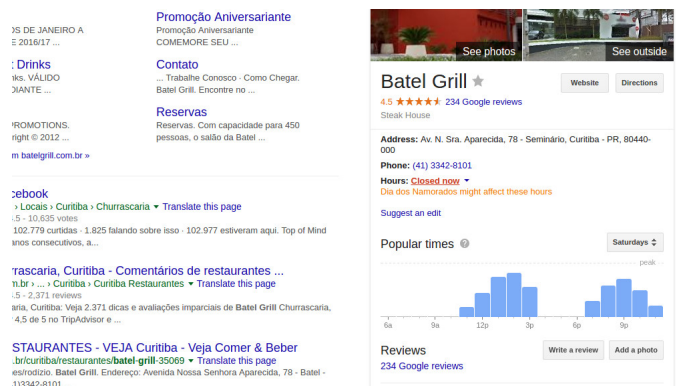 Promoção Aniversariante
Promoção Aniversariante
COMEMORE SEU ...
OS DE JANEIRO A
E 2016/17 ...
Drinks
nks. VÁLIDO
DIANTE ...
Contato
... Trabalhe Conosco · Como Chegar.
Batel Grill. Encontre no ...
PROMOTIONS.
right © 2012 ...
Reservas
Reservas. Com capacidade para 450
pessoas, o salão da Batel ...
m batelgrill.com.br »
cebook
› Locais › Curitiba › Churrascaria Translate this page
4.5 - 10,635 votes
102.779 curtidas · 1.825 falando sobre isso · 102.977 estiveram aqui. Top of Mind
anos consecutivos, a...
rrascaria, Curitiba - Comentários de restaurantes ...
m.br › ... › Curitiba › Curitiba Restaurantes Translate this page
4.5 - 2,371 reviews
aria, Curitiba: Veja 2.371 dicas e avaliações imparciais de Batel Grill Churrascaria,
4,5 de 5 no TripAdvisor e ...
STAURANTES - VEJA Curitiba - Veja Comer & Beber
.br/curitiba/restaurantes/batel-grill-35069 Translate this page
es/rodizio. Batel Grill. Endereço: Avenida Nossa Senhora Aparecida, 78 - Batel -
1)3342-8101
See photos
See outside
Batel Grill
Website
Directions
4.5 234 Google reviews
Steak House
Address: Av. N. Sra. Aparecida, 78 - Seminário, Curitiba - PR, 80440-
000
Phone: (41) 3342-8101
Hours: Closed now
Dia dos Namorados might affect these hours
Suggest an edit
Popular times ?
Saturdays
peak
6a 9a 12p 3p 6p 9p
Reviews
Write a review
Add a photo
234 Google reviews